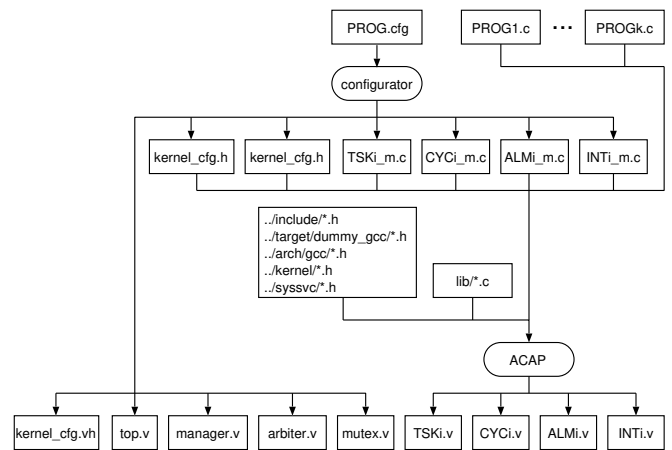 PROG.cfg
PROG1.c
...
PROGk.c
configurator
kernel_cfg.h
kernel_cfg.h
TSKi_m.c
CYCi_m.c
ALMi_m.c
INTi_m.c
../include/*.h
../target/dummy_gcc/*.h
../arch/gcc/*.h
../kernel/*.h
../syssvc/*.h
lib/*.c
ACAP
kernel_cfg.vh
top.v
manager.v
arbiter.v
mutex.v
TSKi.v
CYCi.v
ALMi.v
INTi.v